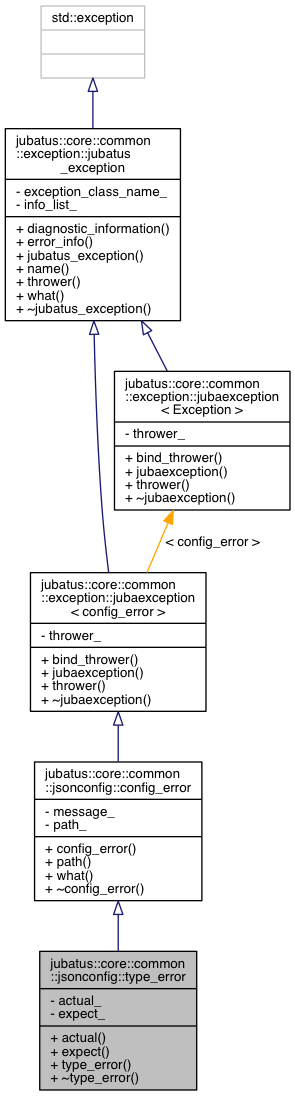 std::exception
jubatus::core::common
::exception::jubatus
_exception
- exception_class_name_
- info_list_
+ diagnostic_information()
+ error_info()
+ jubatus_exception()
+ name()
+ thrower()
+ what()
+ ~jubatus_exception()
jubatus::core::common
::exception::jubaexception
< Exception >
- thrower_
+ bind_thrower()
+ jubaexception()
+ thrower()
+ ~jubaexception()
< config_error >
jubatus::core::common
::exception::jubaexception
< config_error >
- thrower_
+ bind_thrower()
+ jubaexception()
+ thrower()
+ ~jubaexception()
jubatus::core::common
::jsonconfig::config_error
- message_
- path_
+ config_error()
+ path()
+ what()
+ ~config_error()
jubatus::core::common
::jsonconfig::type_error
- actual_
- expect_
+ actual()
+ expect()
+ type_error()
+ ~type_error()